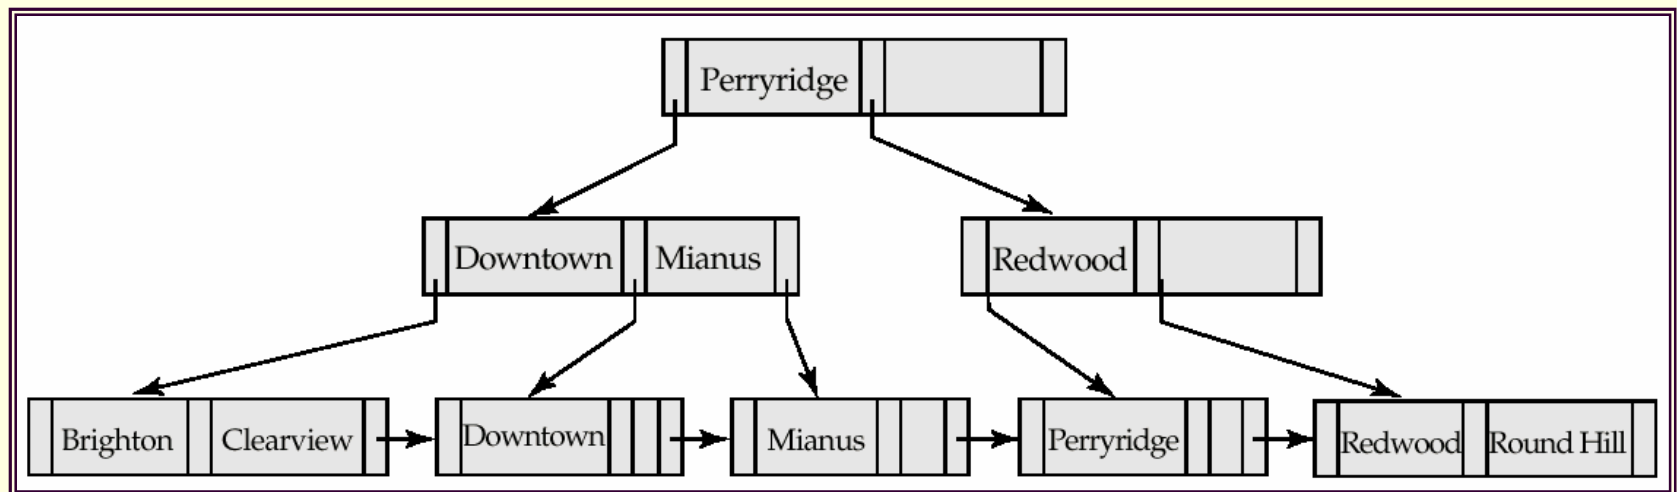 Perryridge
Downtown Mianus
Redwood
Brighton Clearview
Downtown
Mianus
Perryridge
Redwood Round Hill